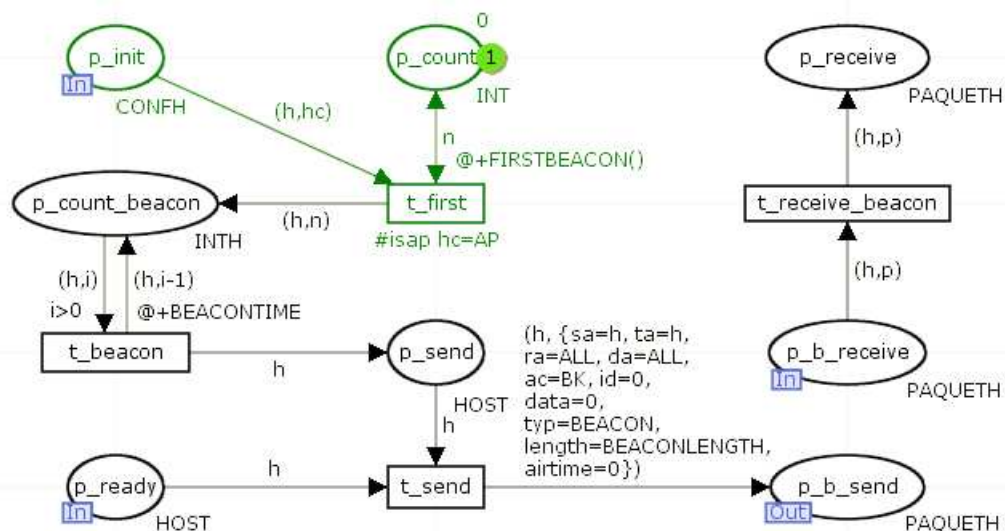 0
p_init
p_count
1
p_receive
In
CONFH
INT
PAQUETH
(h,hc)
n
(h,p)
@+FIRSTBEACON()
p_count_beacon
t_first
t_receive_beacon
(h,n)
INTH
#isap hc=AP
(h,i)
(h,i-1)
(h,p)
i>0
@+BEACONTIME
t_beacon
h
p_send
HOST
h
(h, {sa=h, ta=h,
ra=ALL, da=ALL,
ac=BK, id=0,
data=0,
typ=BEACON,
length=BEACONLENGTH,
airtime=0})
p_b_receive
In
PAQUETH
p_ready
In
HOST
h
t_send
p_b_send
Out
PAQUETH